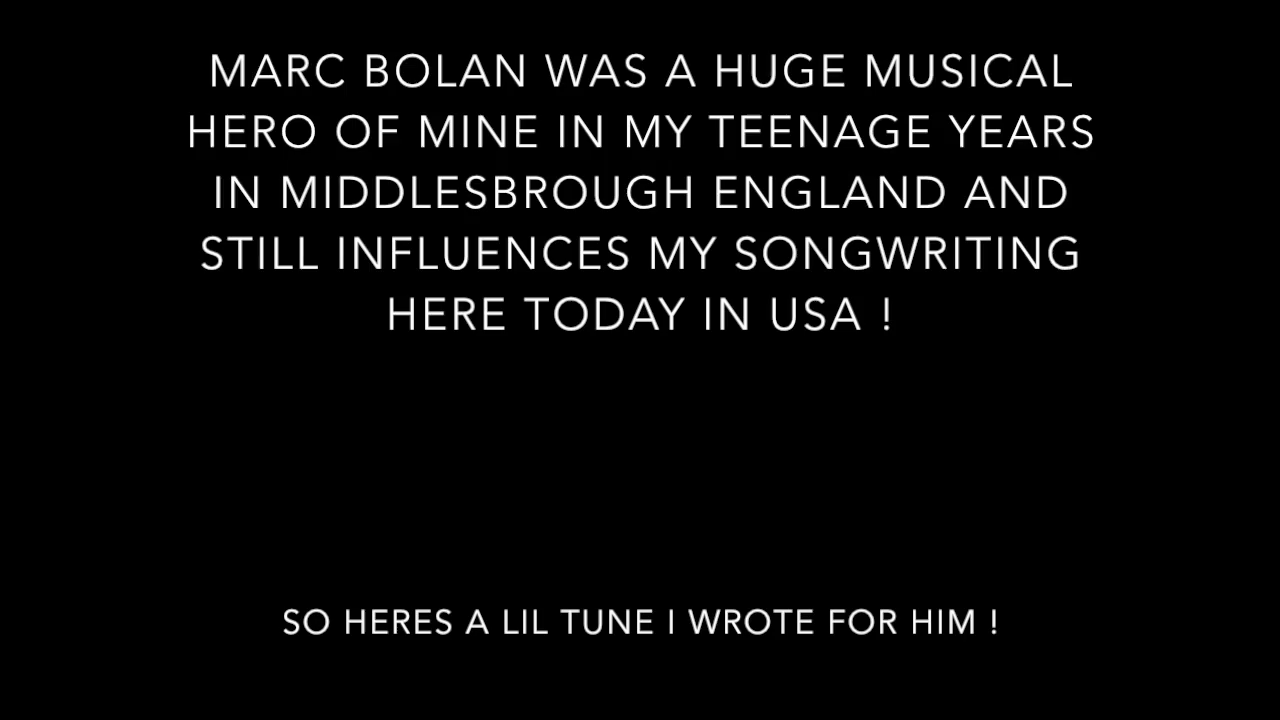 MARC BOLAN WAS A HUGE MUSICAL
HERO OF MINE IN MY TEENAGE YEARS
IN MIDDLESBROUGH ENGLAND AND
STILL INFLUENCES MY SONGWRITING
HERE TODAY IN USA !
SO HERES A LIL TUNE I WROTE FOR HIM !